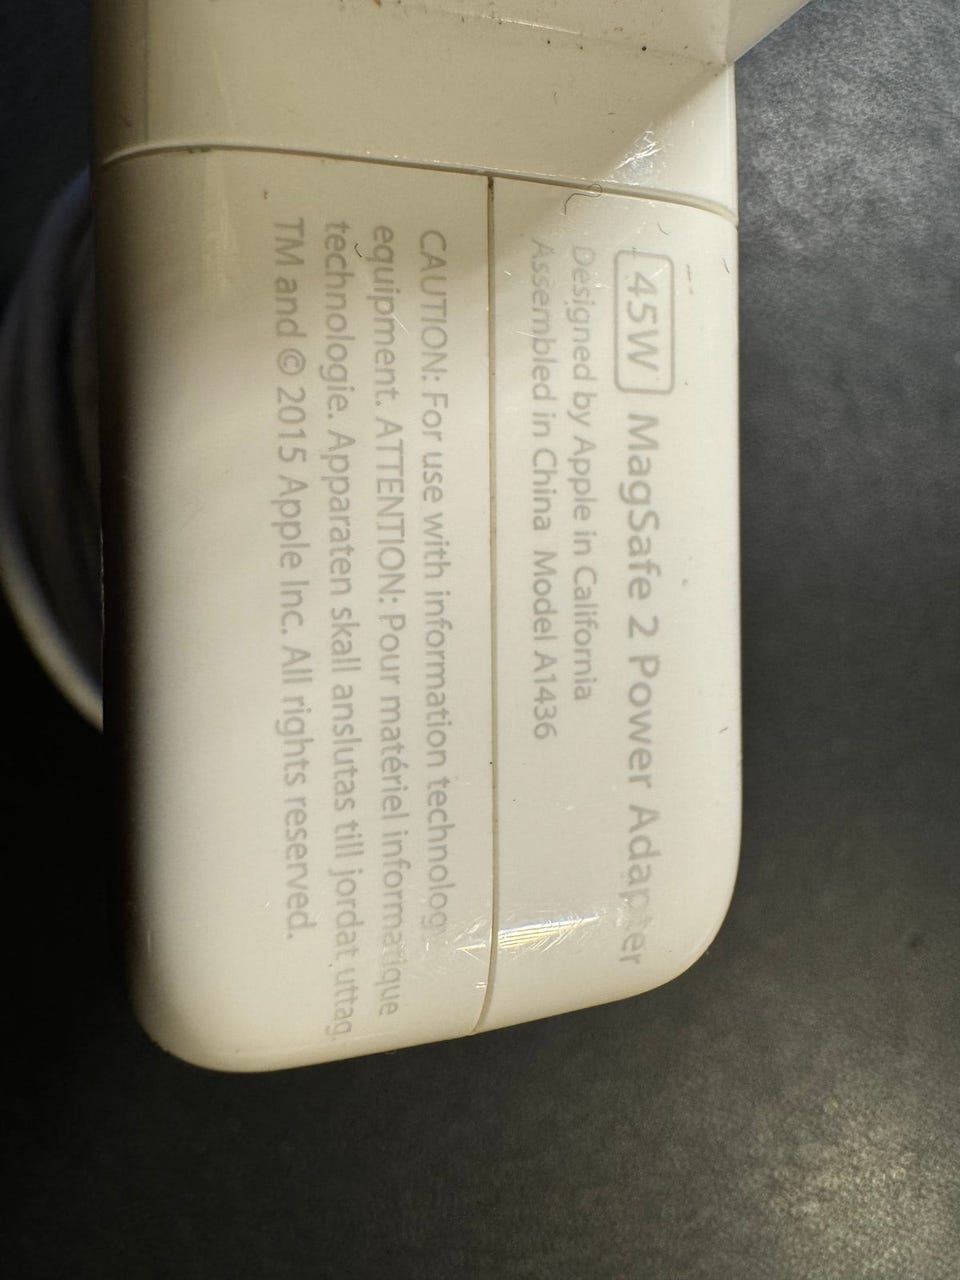 45W MagSafe 2 Power Adapter
Designed by Apple in California
Assembled in China Model A1436
CAUTION: For use with information technology
equipment. ATTENTION: Pour matériel informatique
technologie. Apparaten skall anslutas till jordat uttag.
TM and © 2015 Apple Inc. All rights reserved.